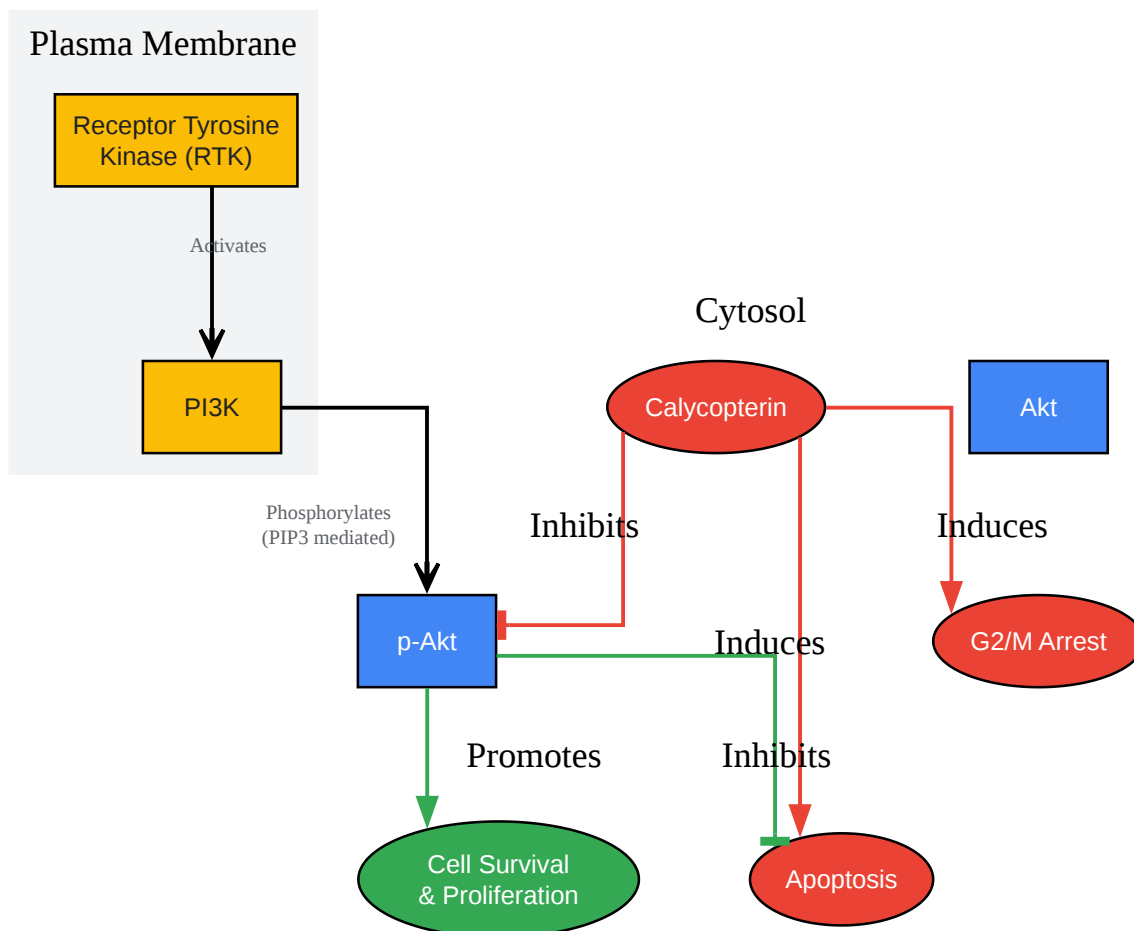 Plasma Membrane
Receptor Tyrosine
Kinase (RTK)
Activates
Cytosol
PI3K
Calycopterin
Akt
Phosphorylates
(PIP3 mediated)
Inhibits
Induces
p-Akt
Induces
G2/M Arrest
Promotes
Inhibits
Cell Survival
& Proliferation
Apoptosis